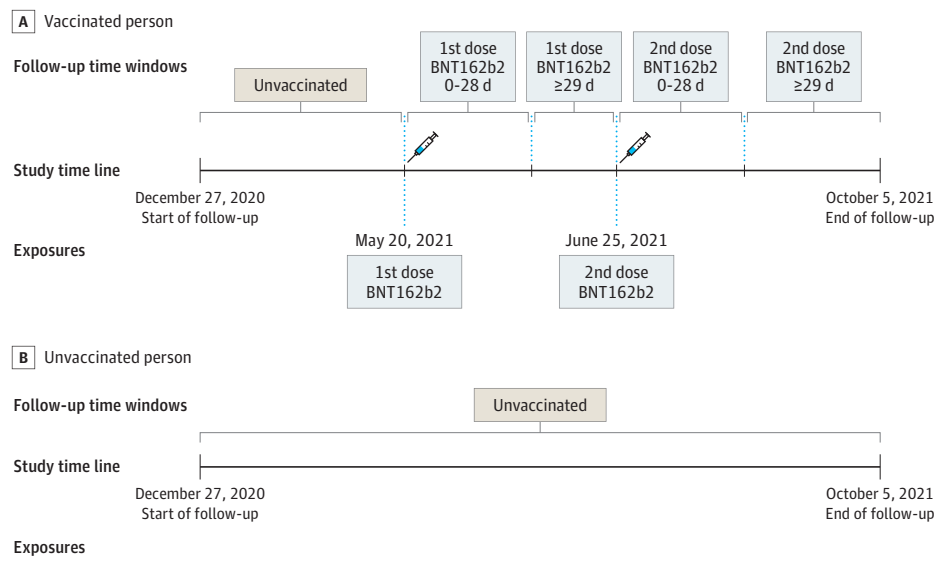 A Vaccinated person
Follow-up time windows
Unvaccinated
1st dose
BNT162b2
0-28 d
1st dose
BNT162b2
≥29 d
2nd dose
BNT162b2
0-28 d
2nd dose
BNT162b2
≥29 d
Study time line
December 27, 2020
Start of follow-up
October 5, 2021
End of follow-up
Exposures
May 20, 2021
1st dose
BNT162b2
June 25, 2021
2nd dose
BNT162b2
B Unvaccinated person
Follow-up time windows
Unvaccinated
Study time line
December 27, 2020
Start of follow-up
October 5, 2021
End of follow-up
Exposures